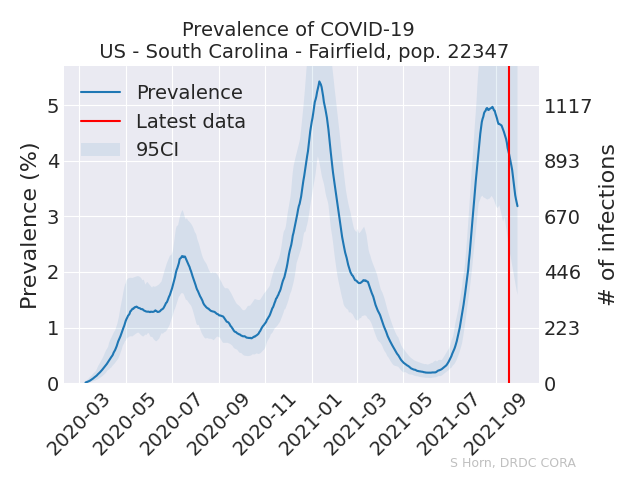 Prevalence of COVID-19
US - South Carolina - Fairfield, pop. 22347
Prevalence
Latest data
95CI
Prevalence (%)
5
4
3
2
1
0
1117
893
670
446
223
0
# of infections
2020-03
2020-05
2020-07
2020-09
2020-11
2021-01
2021-03
2021-05
2021-07
2021-09
S Horn, DRDC CORA